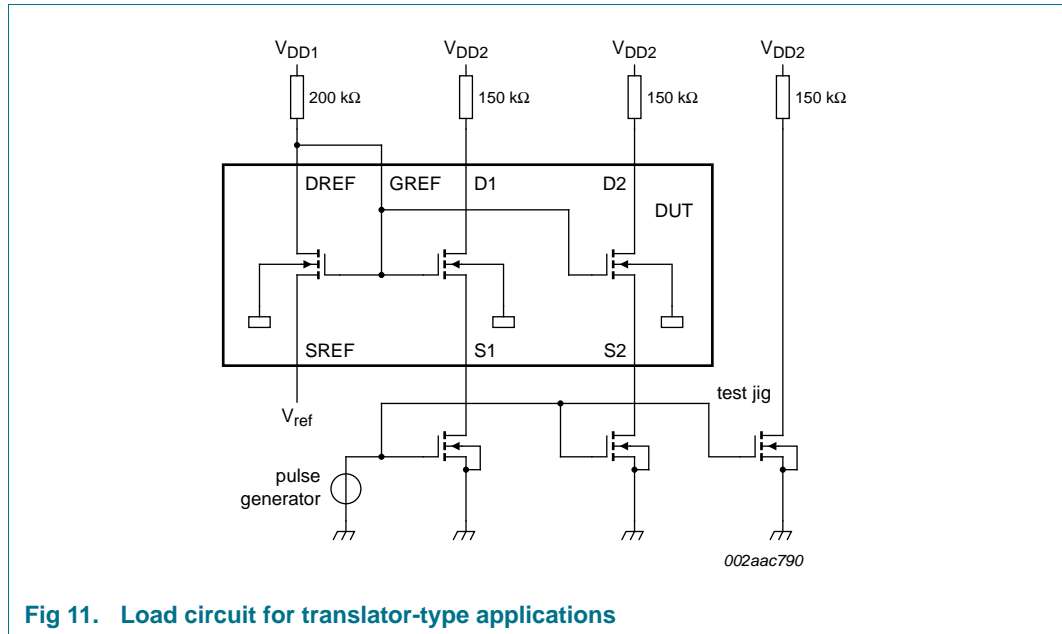 VDD1 VDD2 VDD2 VDD2
200 kΩ 150 kΩ 150 kΩ 150 kΩ
DREF GREF D1 D2
DUT
SREF S1 S2
test jig
Vref
pulse
generator
002aac790
Fig 11. Load circuit for translator-type applications